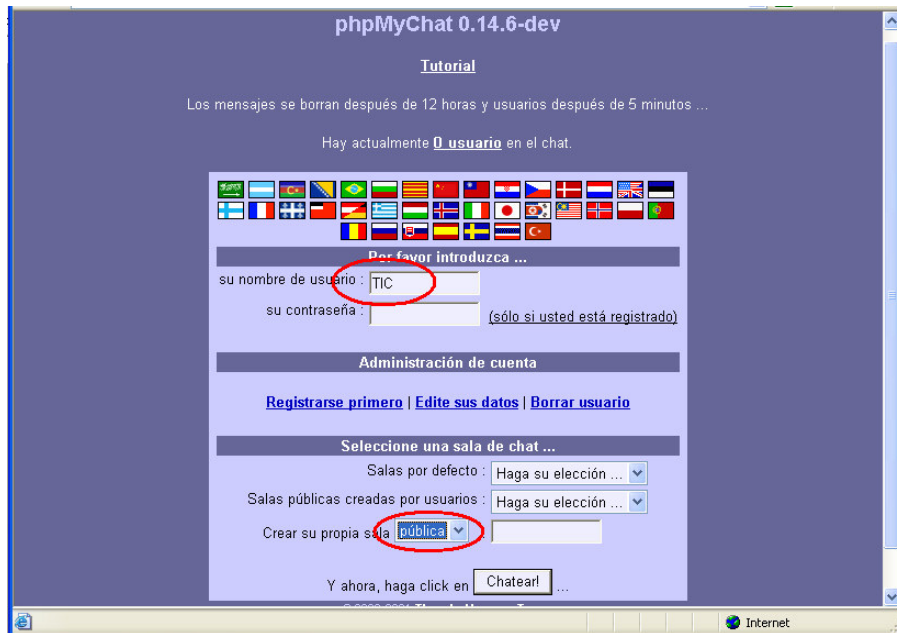 phpMyChat 0.14.6-dev
Tutorial
Los mensajes se borran después de 12 horas y usuarios después de 5 minutos ...
Hay actualmente 0 usuario en el chat.
Por favor introduzca ...
su nombre de usuario : TIC
su contraseña : (sólo si usted está registrado)
Administración de cuenta
Registrarse primero | Edite sus datos | Borrar usuario
Seleccione una sala de chat ...
Salas por defecto : Haga su elección ...
Salas públicas creadas por usuarios : Haga su elección ...
Crear su propia sala pública :
Y ahora, haga click en Chatear! ...
Internet